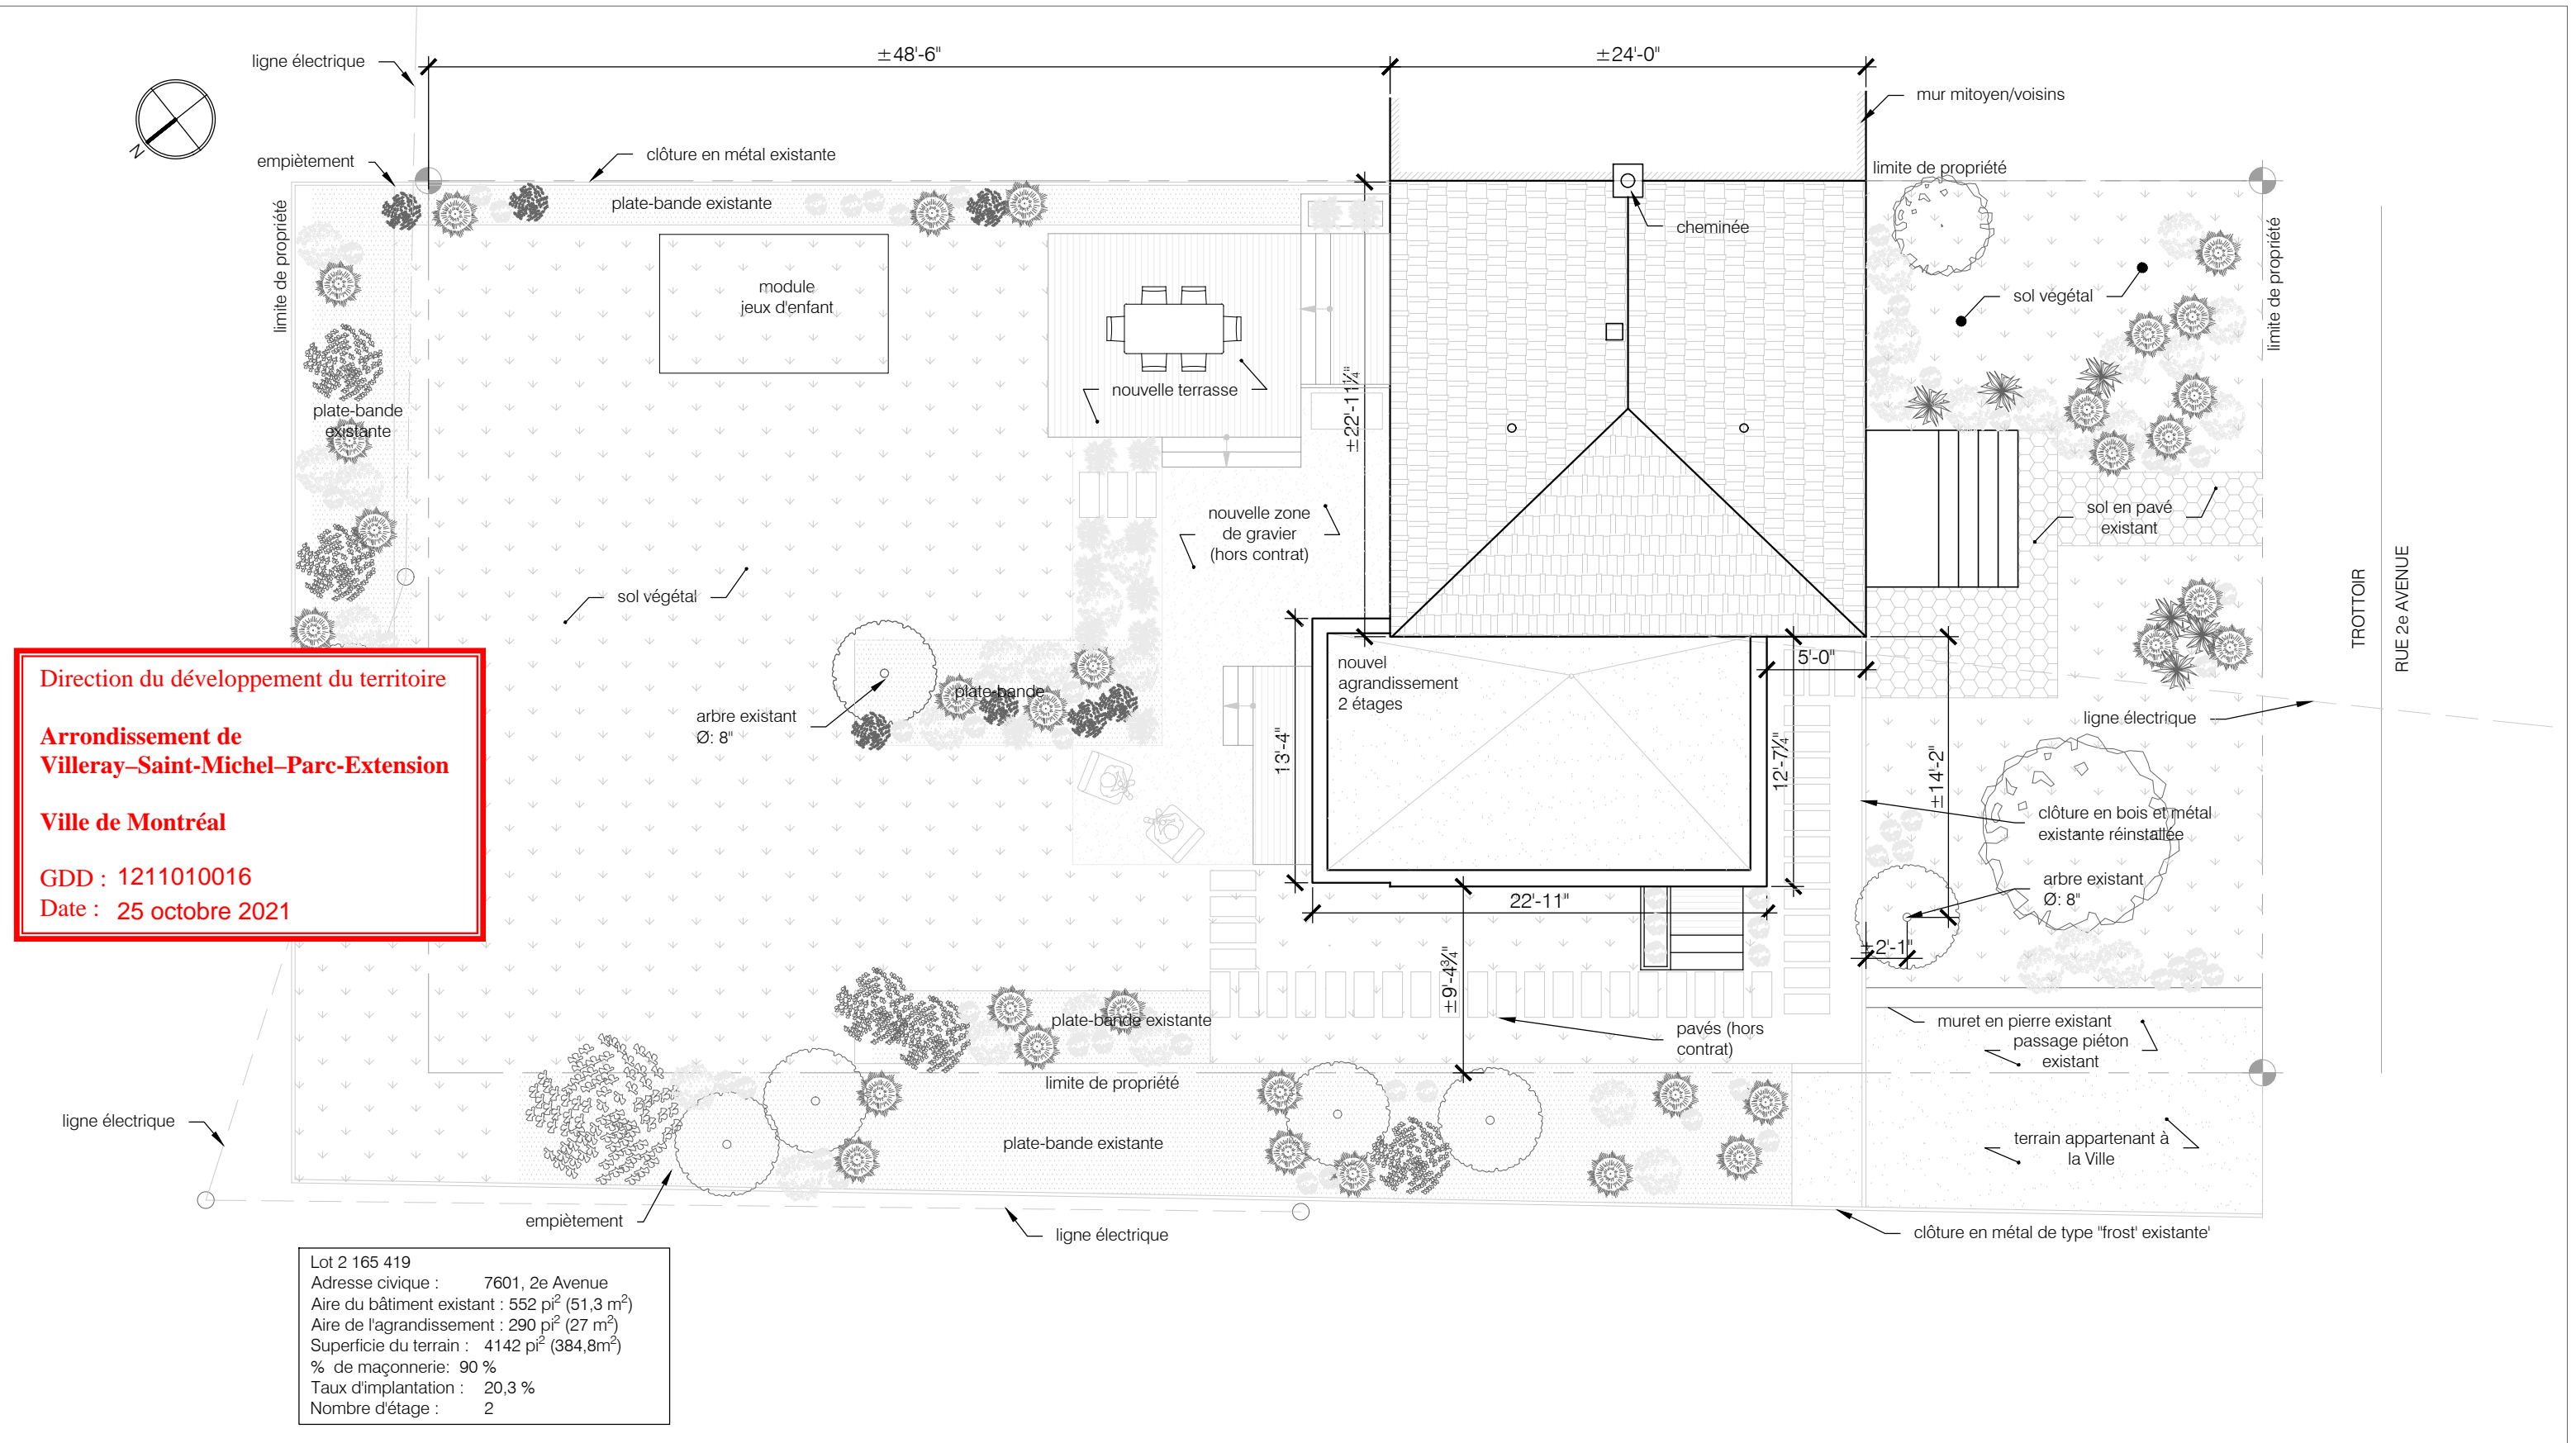 ±48'-6"
±24'-0"
ligne électrique
mur mitoyen/voisins
N
empiètement
clôture en métal existante
limite de propriété
plate-bande existante
cheminée
limite de propriété
limite de propriété
module
jeux d'enfant
sol végétal
nouvelle terrasse
±22'-11¼"
plate-bande
existante
nouvelle zone
de gravier
(hors contrat)
sol en pavé
existant
TROTTOIR
RUE 2e AVENUE
sol végétal
nouvel
agrandissement
2 étages
5'-0"
Direction du développement du territoire
Arrondissement de
Villeray–Saint-Michel–Parc-Extension
Ville de Montréal
GDD : 1211010016
Date : 25 octobre 2021
plate-bande
arbre existant
Ø: 8"
13'-4"
12'-7¼"
±14'-2"
ligne électrique
clôture en bois et métal
existante réinstallée
arbre existant
Ø: 8"
22'-11"
±2'-1"
±9'-4¾"
plate-bande existante
pavés (hors
contrat)
muret en pierre existant
passage piéton
existant
limite de propriété
ligne électrique
plate-bande existante
terrain appartenant à
la Ville
empiètement
ligne électrique
clôture en métal de type "frost' existante'
Lot 2 165 419
Adresse civique : 7601, 2e Avenue
Aire du bâtiment existant : 552 pi² (51,3 m²)
Aire de l'agrandissement : 290 pi² (27 m²)
Superficie du terrain : 4142 pi² (384,8m²)
% de maçonnerie: 90 %
Taux d'implantation : 20,3 %
Nombre d'étage : 2